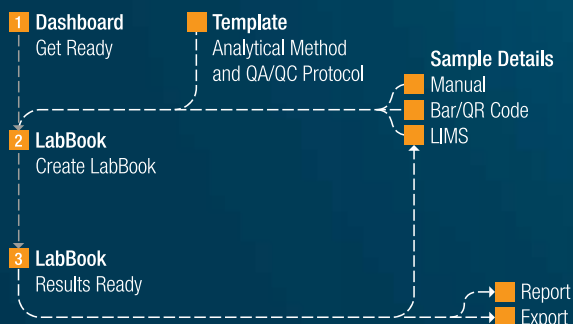 1 Dashboard
Get Ready
Template
Analytical Method
and QA/QC Protocol
Sample Details
Manual
Bar/QR Code
LIMS
2 LabBook
Create LabBook
3 LabBook
Results Ready
Report
Export